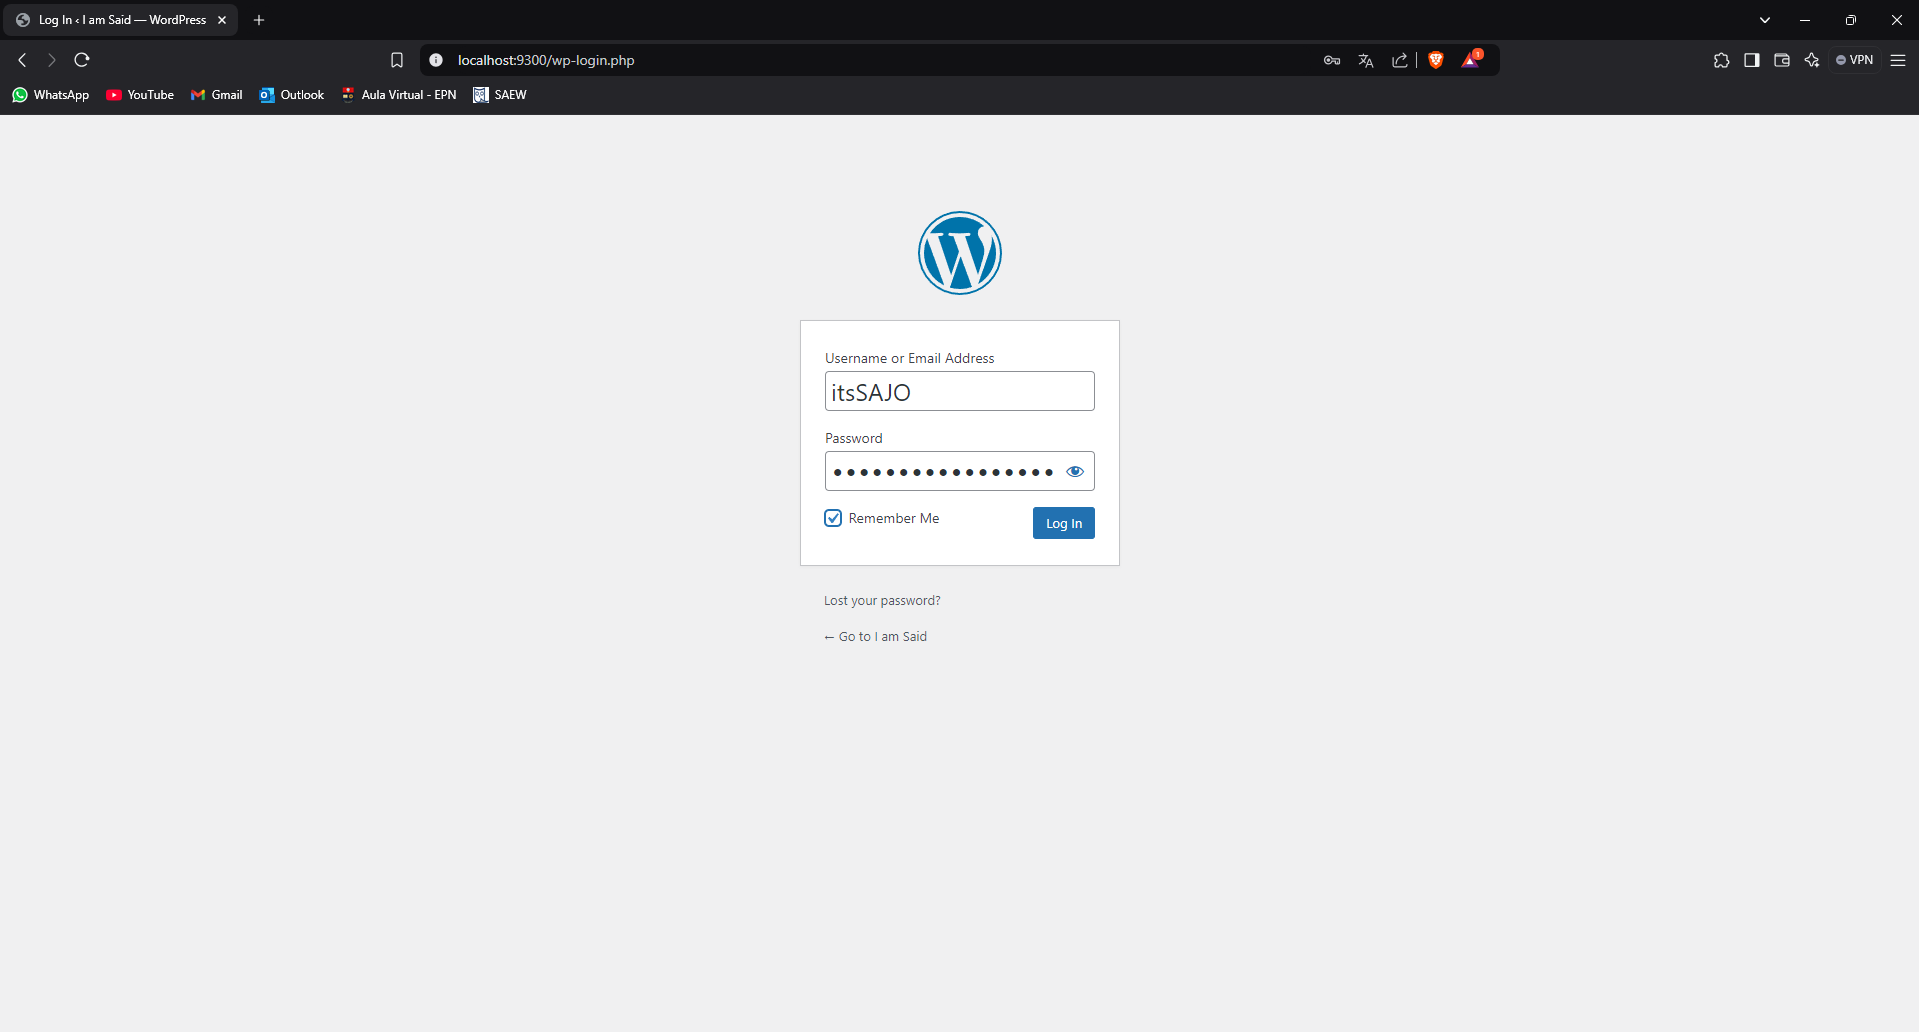 Log In ‹ I am Said — WordPress
localhost:9300/wp-login.php
1
VPN
WhatsApp
YouTube
Gmail
Outlook
Aula Virtual - EPN
SAEW
Username or Email Address
itsSAJO
Password
Remember Me
Log In
Lost your password?
← Go to I am Said